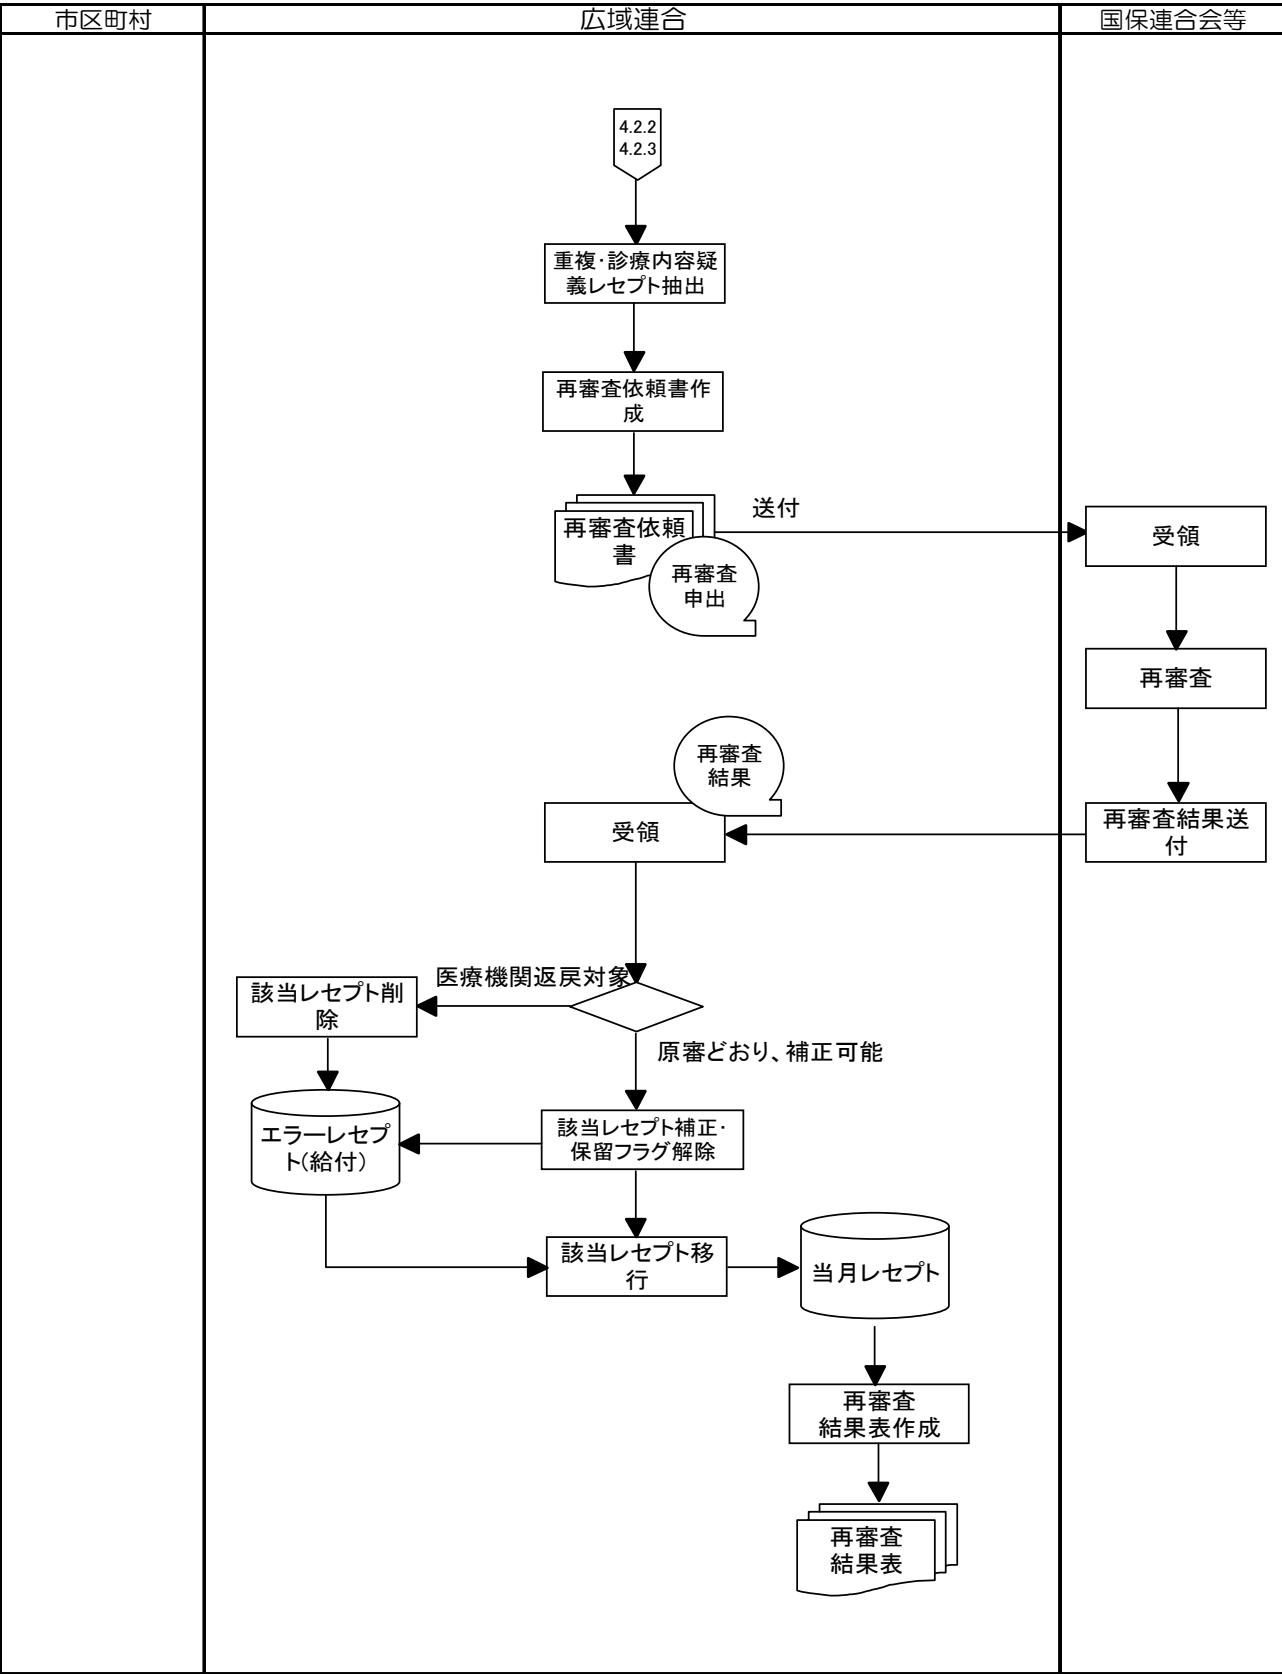 市区町村
広域連合
国保連合会等
4.2.2
4.2.3
重複・診療内容疑
義レセプト抽出
再審査依頼書作
成
再審査依頼
書
再審査
申出
送付
受領
再審査
再審査結果送
付
再審査
結果
受領
医療機関返戻対象
該当レセプト削
除
原審どおり、補正可能
エラーレセプ
ト(給付)
該当レセプト補正・
保留フラグ解除
該当レセプト移
行
当月レセプト
再審査
結果表作成
再審査
結果表